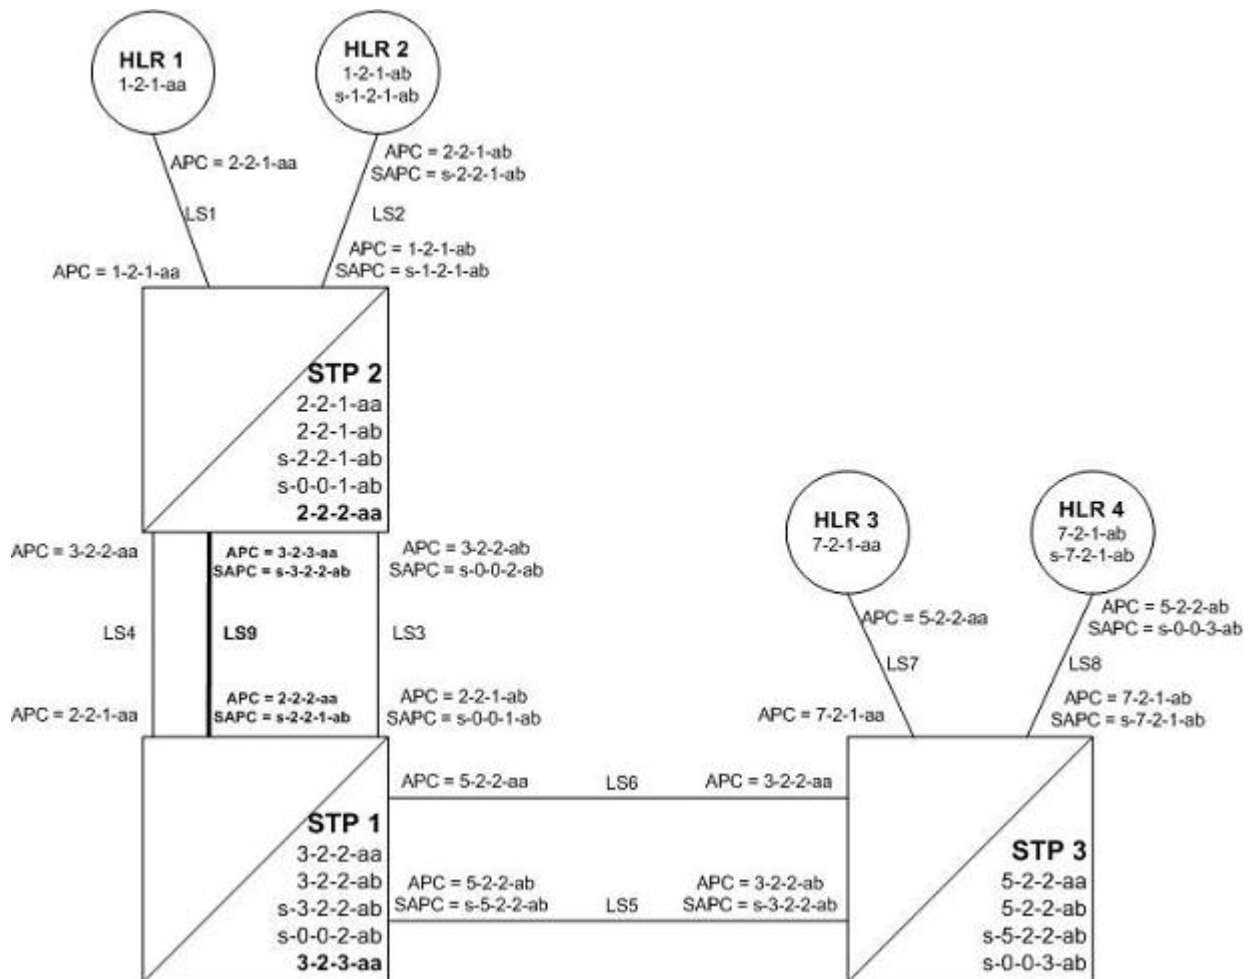 HLR 1
1-2-1-aa
HLR 2
1-2-1-ab
s-1-2-1-ab
APC = 2-2-1-aa
APC = 2-2-1-ab
SAPC = s-2-2-1-ab
LS1
LS2
APC = 1-2-1-aa
APC = 1-2-1-ab
SAPC = s-1-2-1-ab
STP 2
2-2-1-aa
2-2-1-ab
s-2-2-1-ab
s-0-0-1-ab
2-2-2-aa
HLR 3
7-2-1-aa
HLR 4
7-2-1-ab
s-7-2-1-ab
APC = 3-2-2-aa
APC = 3-2-3-aa
SAPC = s-3-2-2-ab
APC = 3-2-2-ab
SAPC = s-0-0-2-ab
APC = 5-2-2-aa
APC = 5-2-2-ab
SAPC = s-0-0-3-ab
LS4
LS9
LS3
LS7
LS8
APC = 2-2-1-aa
APC = 2-2-2-aa
SAPC = s-2-2-1-ab
APC = 2-2-1-ab
SAPC = s-0-0-1-ab
APC = 7-2-1-aa
APC = 7-2-1-ab
SAPC = s-7-2-1-ab
STP 1
3-2-2-aa
3-2-2-ab
s-3-2-2-ab
s-0-0-2-ab
3-2-3-aa
APC = 5-2-2-aa
LS6
APC = 3-2-2-aa
APC = 5-2-2-ab
SAPC = s-5-2-2-ab
LS5
APC = 3-2-2-ab
SAPC = s-3-2-2-ab
STP 3
5-2-2-aa
5-2-2-ab
s-5-2-2-ab
s-0-0-3-ab